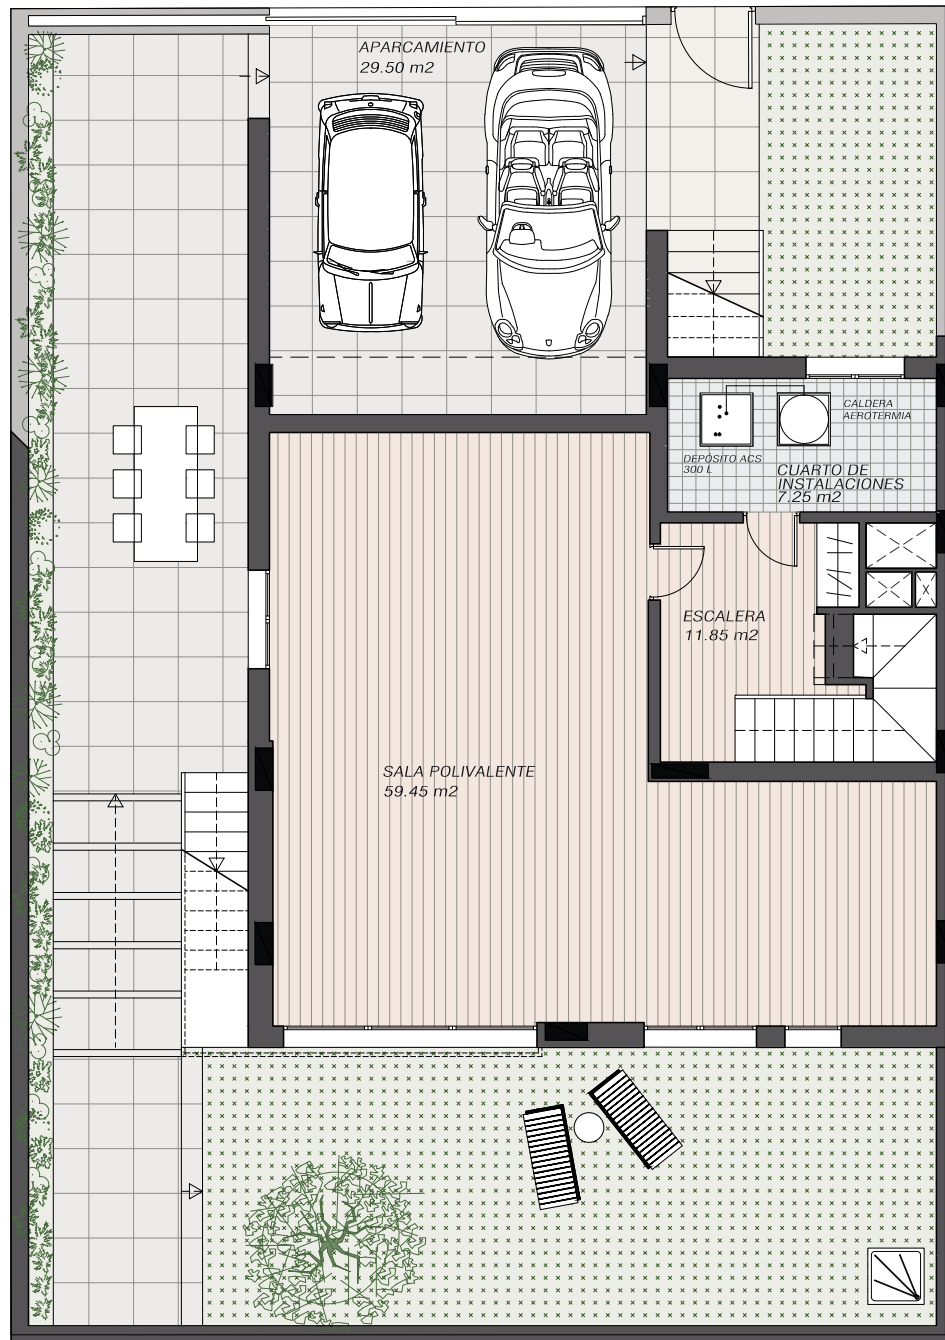 APARCAMIENTO
29.50 m2
CALDERA
AEROTERMIA
DEPÓSITO ACS
300 L
CUARTO DE
INSTALACIONES
7.25 m2
ESCALERA
11.85 m2
SALA POLIVALENTE
59.45 m2